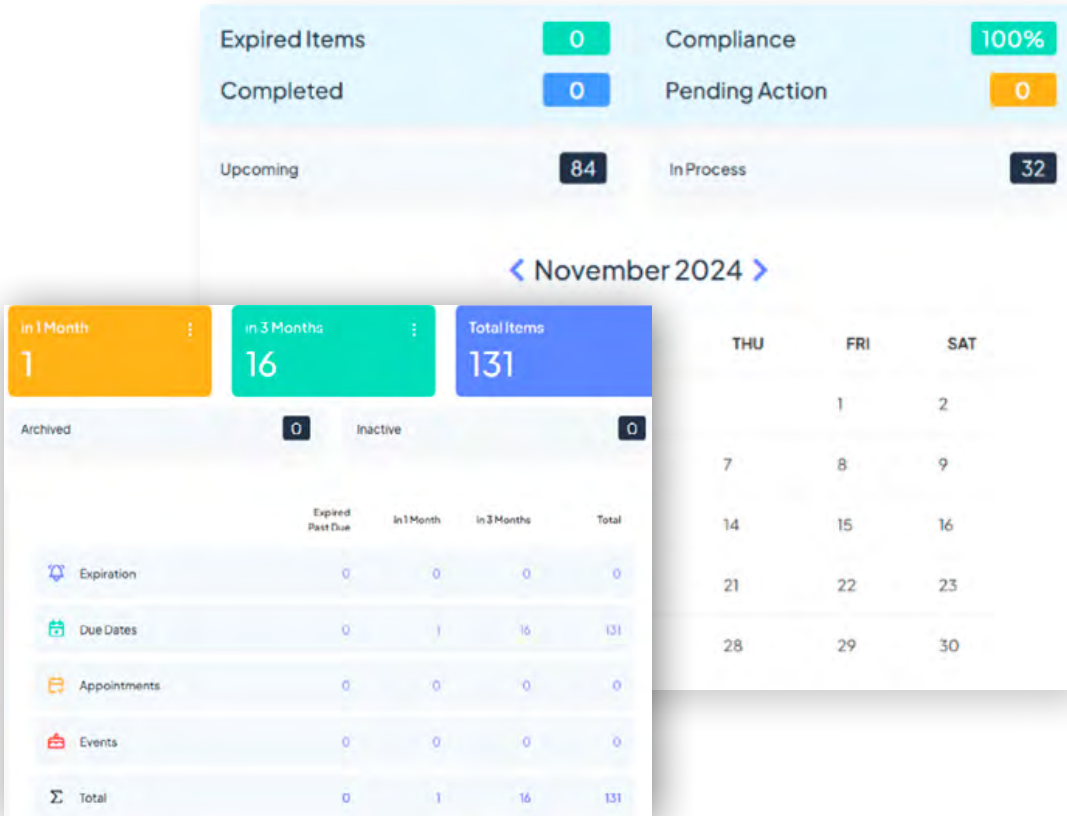 Expired Items 0 Compliance 100%
Completed 0 Pending Action 0
Upcoming 84 In Process 32
November 2024
THU FRI SAT
1 2
7 8 9
14 15 16
21 22 23
28 29 30
in 1 Month
1
in 3 Months
16
Total Items
131
Archived 0 Inactive 0
Expired
Past Due in 1 Month in 3 Months Total
Expiration 0 0 0 0
Due Dates 0 1 16 131
Appointments 0 0 0 0
Events 0 0 0 0
Σ Total 0 1 16 131